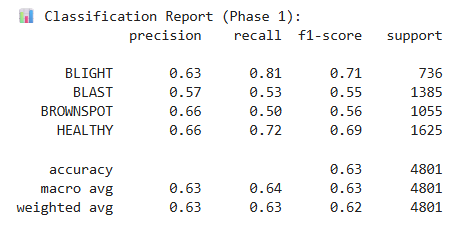 📊 Classification Report (Phase 1):
precision recall f1-score support
BLIGHT 0.63 0.81 0.71 736
BLAST 0.57 0.53 0.55 1385
BROWNSPOT 0.66 0.50 0.56 1055
HEALTHY 0.66 0.72 0.69 1625
accuracy 0.63 4801
macro avg 0.63 0.64 0.63 4801
weighted avg 0.63 0.63 0.62 4801